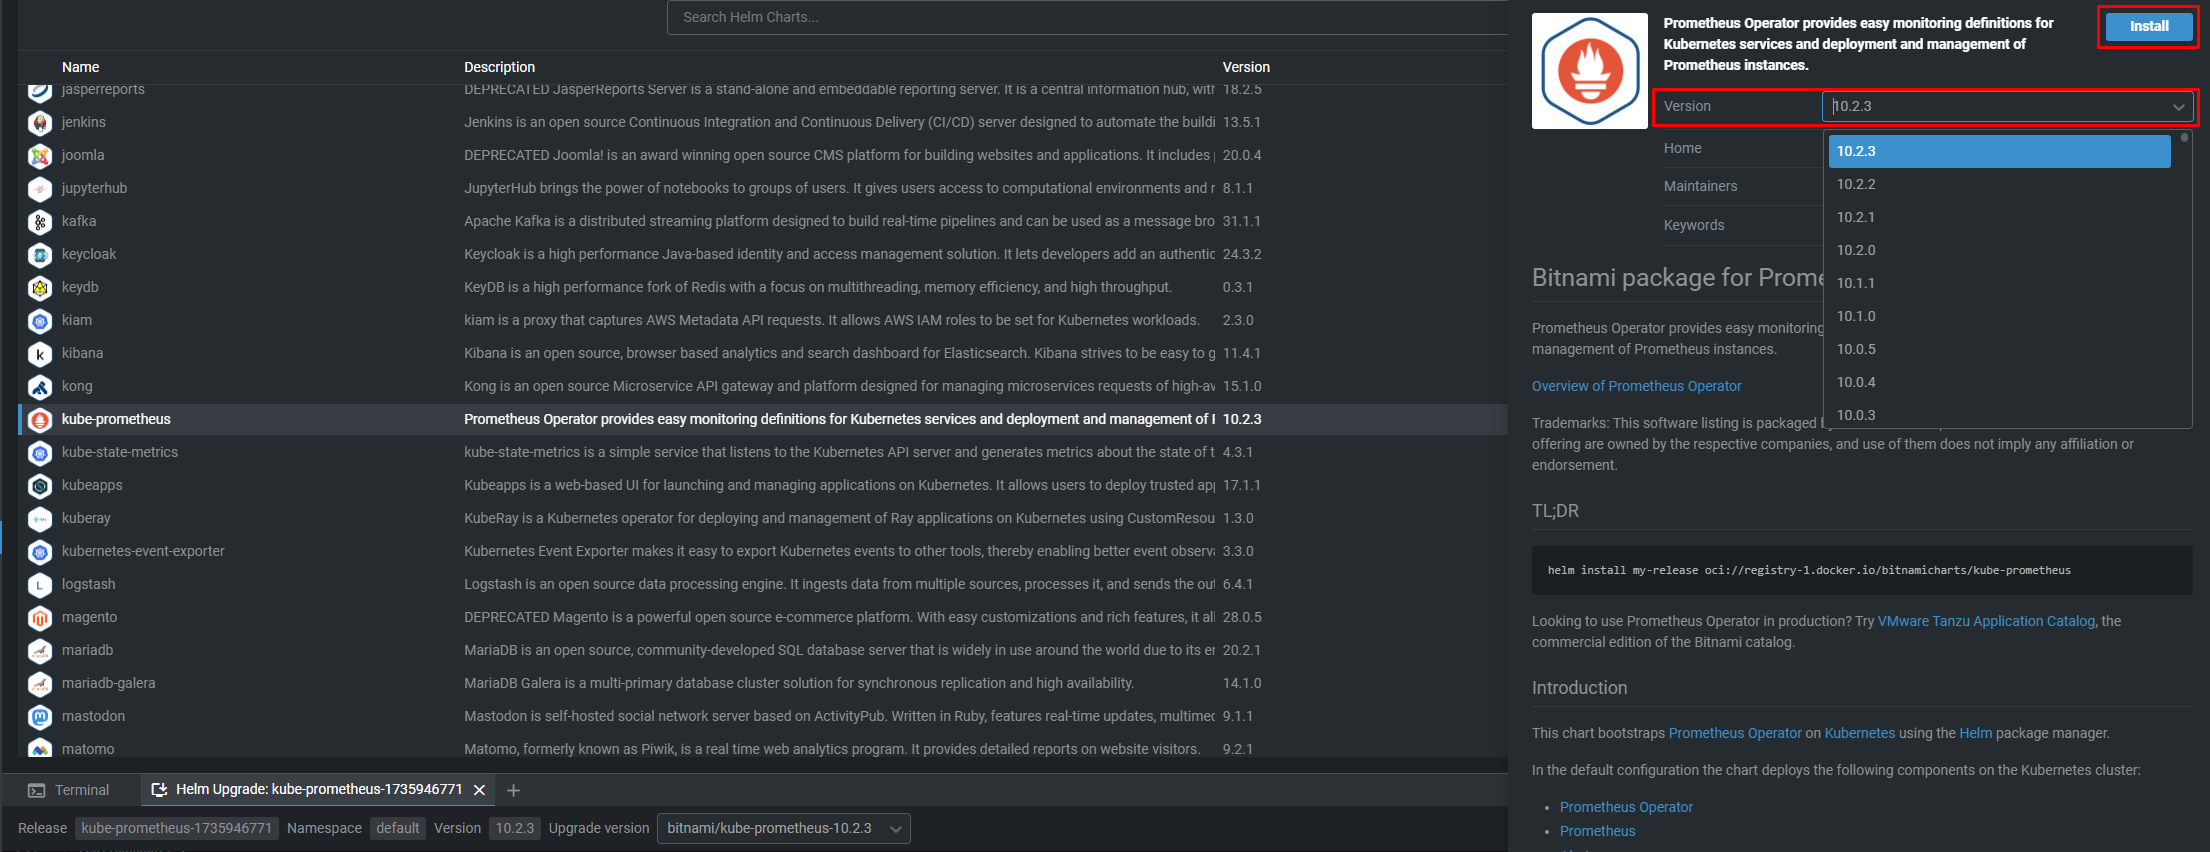 Search Helm Charts...
Name Description Version
jasperreports DEPRECATED JasperReports Server is a stand-alone and embeddable reporting server. It is a central information hub, with 18.2.5
jenkins Jenkins is an open source Continuous Integration and Continuous Delivery (CI/CD) server designed to automate the buildi 13.5.1
joomla DEPRECATED Joomla! is an award winning open source CMS platform for building websites and applications. It includes 20.0.4
jupyterhub JupyterHub brings the power of notebooks to groups of users. It gives users access to computational environments and r 8.1.1
kafka Apache Kafka is a distributed streaming platform designed to build real-time pipelines and can be used as a message bro 31.1.1
keycloak Keycloak is a high performance Java-based identity and access management solution. It lets developers add an authentic 24.3.2
keydb KeyDB is a high performance fork of Redis with a focus on multithreading, memory efficiency, and high throughput. 0.3.1
kiam kiam is a proxy that captures AWS Metadata API requests. It allows AWS IAM roles to be set for Kubernetes workloads. 2.3.0
kibana Kibana is an open source, browser based analytics and search dashboard for Elasticsearch. Kibana strives to be easy to g 11.4.1
kong Kong is an open source Microservice API gateway and platform designed for managing microservices requests of high-av 15.1.0
kube-prometheus Prometheus Operator provides easy monitoring definitions for Kubernetes services and deployment and management of 10.2.3
kube-state-metrics kube-state-metrics is a simple service that listens to the Kubernetes API server and generates metrics about the state of t 4.3.1
kubeapps Kubeapps is a web-based UI for launching and managing applications on Kubernetes. It allows users to deploy trusted ap 17.1.1
kuberay KubeRay is a Kubernetes operator for deploying and management of Ray applications on Kubernetes using CustomResou 1.3.0
kubernetes-event-exporter Kubernetes Event Exporter makes it easy to export Kubernetes events to other tools, thereby enabling better event observa 3.3.0
L logstash Logstash is an open source data processing engine. It ingests data from multiple sources, processes it, and sends the out 6.4.1
magento DEPRECATED Magento is a powerful open source e-commerce platform. With easy customizations and rich features, it all 28.0.5
mariadb MariaDB is an open source, community-developed SQL database server that is widely in use around the world due to its er 20.2.1
mariadb-galera MariaDB Galera is a multi-primary database cluster solution for synchronous replication and high availability. 14.1.0
mastodon Mastodon is self-hosted social network server based on ActivityPub. Written in Ruby, features real-time updates, multimed 9.1.1
matomo Matomo, formerly known as Piwik, is a real time web analytics program. It provides detailed reports on website visitors. 9.2.1
Terminal Helm Upgrade: kube-prometheus-1735946771
Release kube-prometheus-1735946771 Namespace default Version 10.2.3 Upgrade version bitnami/kube-prometheus-10.2.3
Prometheus Operator provides easy monitoring definitions for
Kubernetes services and deployment and management of
Prometheus instances.
Install
Version 10.2.3
Home
Maintainers
Keywords
10.2.3
10.2.2
10.2.1
10.2.0
10.1.1
10.1.0
10.0.5
10.0.4
10.0.3
Bitnami package for Prome
Prometheus Operator provides easy monitoring
management of Prometheus instances.
Overview of Prometheus Operator
Trademarks: This software listing is packaged
offering are owned by the respective companies, and use of them does not imply any affiliation or
endorsement.
TL;DR
helm install my-release oci://registry-1.docker.io/bitnamicharts/kube-prometheus
Looking to use Prometheus Operator in production? Try VMware Tanzu Application Catalog, the
commercial edition of the Bitnami catalog.
Introduction
This chart bootstraps Prometheus Operator on Kubernetes using the Helm package manager.
In the default configuration the chart deploys the following components on the Kubernetes cluster:
• Prometheus Operator
• Prometheus